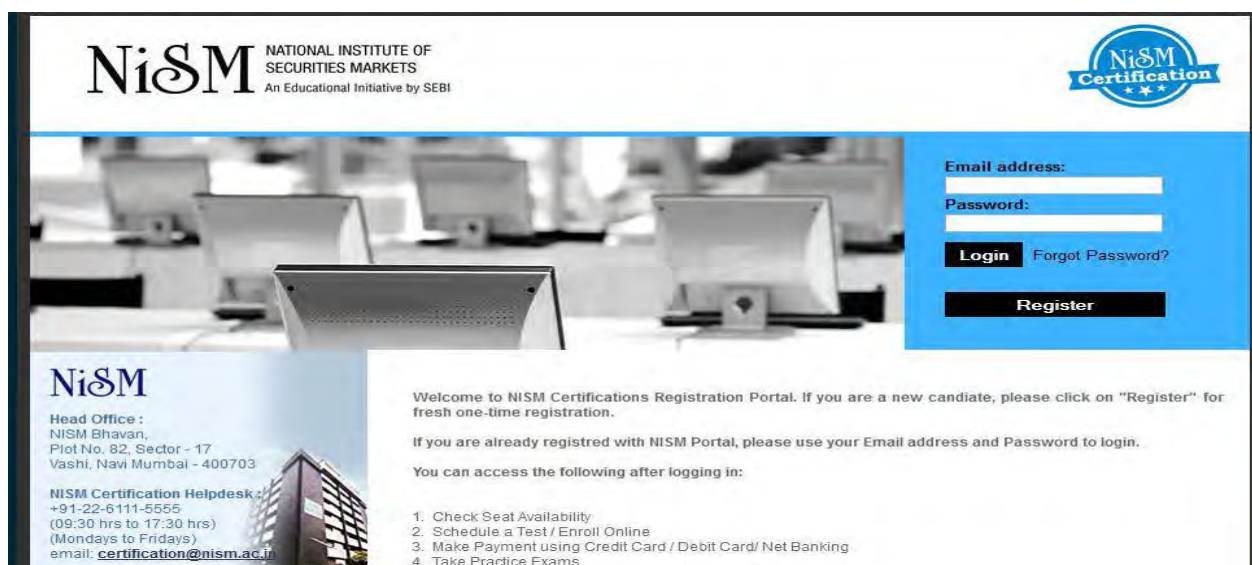 NiSM
NATIONAL INSTITUTE OF
SECURITIES MARKETS
An Educational Initiative by SEBI
NiSM
Certification
Email address:
Password:
Login Forgot Password?
Register
NiSM
Head Office :
NISM Bhavan,
Plot No. 82, Sector - 17
Vashi, Navi Mumbai - 400703
NISM Certification Helpdesk :
+91-22-6111-5555
(09:30 hrs to 17:30 hrs)
(Mondays to Fridays)
email: certification@nism.ac.in
Welcome to NISM Certifications Registration Portal. If you are a new candiate, please click on "Register" for
fresh one-time registration.
If you are already registred with NISM Portal, please use your Email address and Password to login.
You can access the following after logging in:
1. Check Seat Availability
2. Schedule a Test / Enroll Online
3. Make Payment using Credit Card / Debit Card/ Net Banking
4. Take Practice Exams